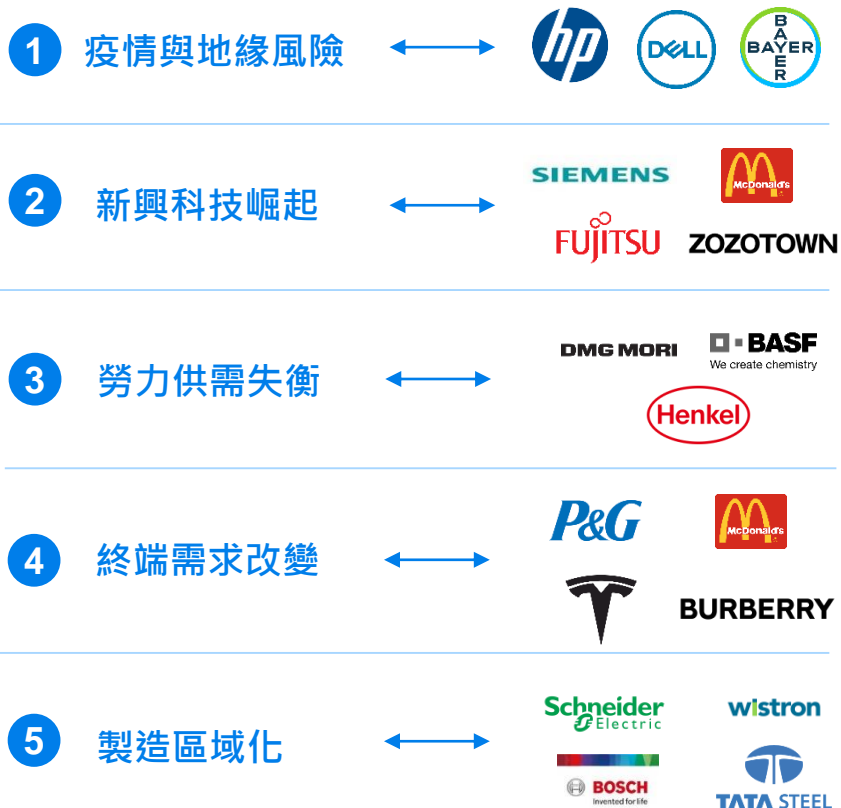 1 疫情與地緣風險
hp DELL BAYER
BAYER
2 新興科技崛起
SIEMENS McDonald's
FUJITSU ZOZOTOWN
3 勞力供需失衡
DMG MORI BASF
We create chemistry
Henkel
4 終端需求改變
P&G McDonald's
BURBERRY
5 製造區域化
Schneider wistron
Electric
BOSCH
Invented for life
TATA STEEL